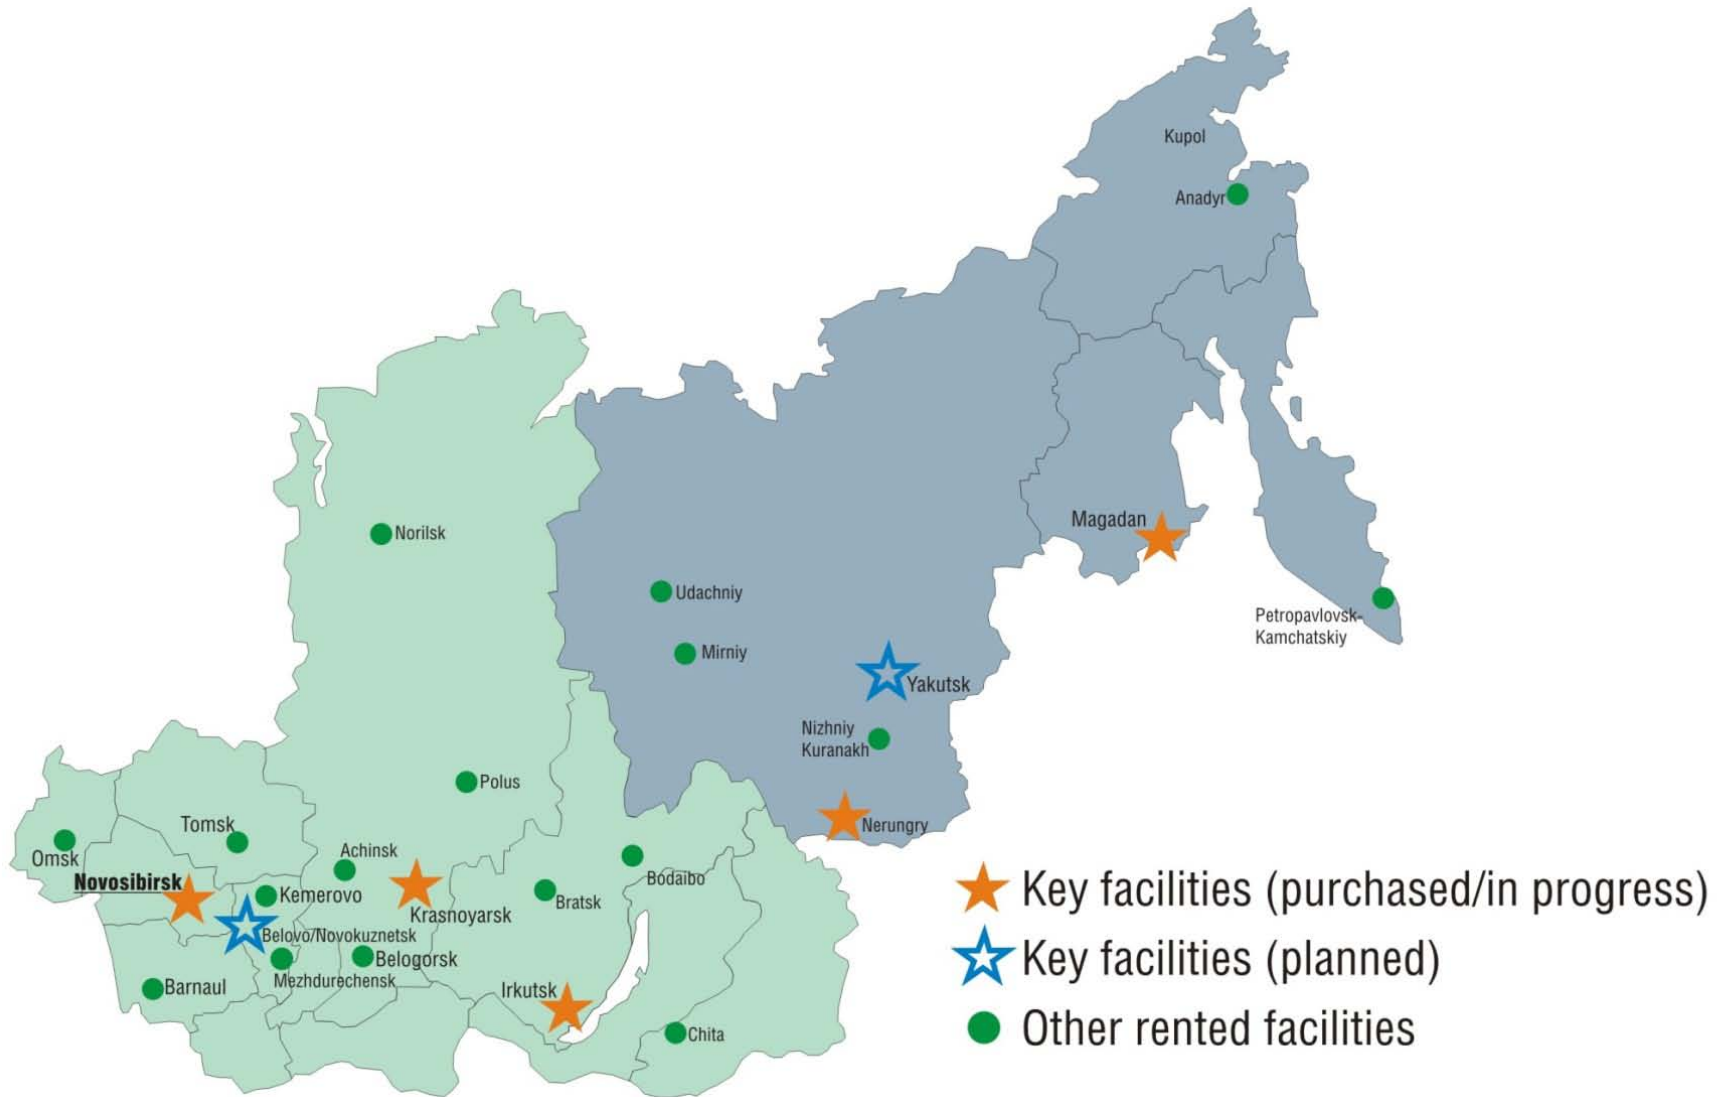 Kupol
Anadyr
Magadan
Norilsk
Udachniy
Petropavlovsk-
Kamchatskiy
Mirniy
Yakutsk
Nizhniy
Kuranakh
Polus
Nerungry
Tomsk
Omsk
Achinsk
Novosibirsk
Kemerovo
Krasnoyarsk
Bratsk
Bodaibo
Belovo/Novokuznetsk
Belogorsk
Mezhdurechensk
Barnaul
Irkutsk
Chita
Key facilities (purchased/in progress)
Key facilities (planned)
Other rented facilities